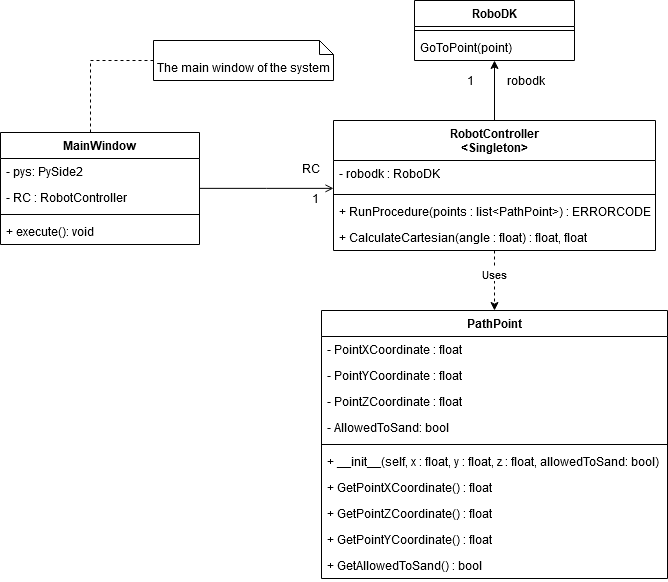 RoboDK
GoToPoint(point)
The main window of the system
1 robodk
MainWindow
- pys: PySide2
- RC : RobotController
+ execute(): void
RC
1
RobotController
<Singleton>
- robodk : RoboDK
+ RunProcedure(points : list<PathPoint>) : ERRORCODE
+ CalculateCartesian(angle : float) : float, float
Uses
PathPoint
- PointXCoordinate : float
- PointYCoordinate : float
- PointZCoordinate : float
- AllowedToSand: bool
+ __init__(self, x : float, y : float, z : float, allowedToSand: bool)
+ GetPointXCoordinate() : float
+ GetPointZCoordinate() : float
+ GetPointYCoordinate() : float
+ GetAllowedToSand() : bool